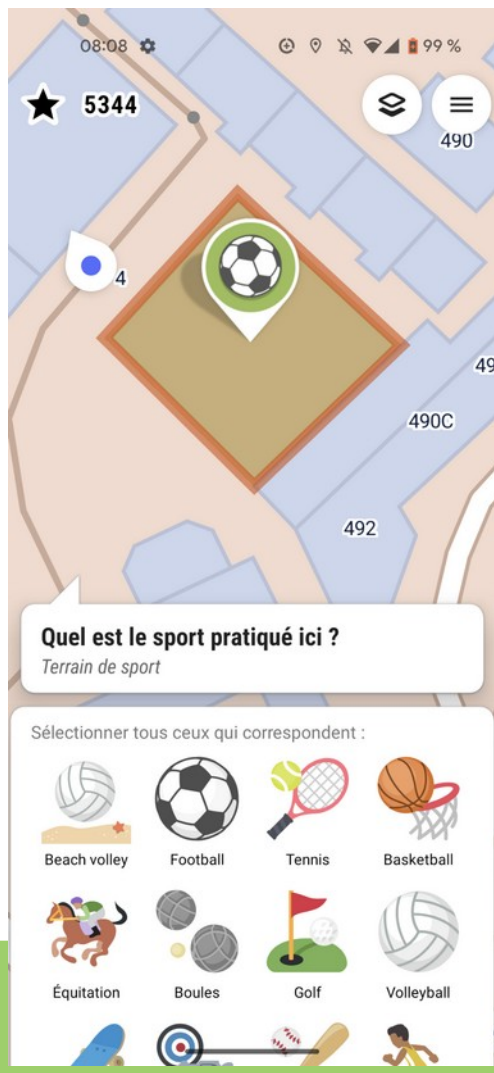 08:08 99 %
5344
490
4
49
490C
492
Quel est le sport pratiqué ici ?
Terrain de sport
Sélectionner tous ceux qui correspondent :
Beach volley Football Tennis Basketball
Équitation Boules Golf Volleyball